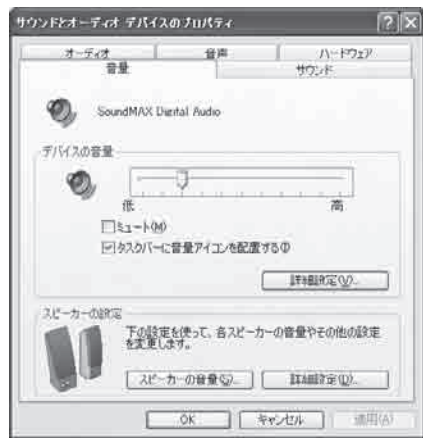 サウンドとオーディオ デバイスのプロパティ
オーディオ 音声 ハードウェア
音量 サウンド
SoundMAX Digital Audio
デバイスの音量
低 高
ミュート(M)
タスクバーに音量アイコンを配置する(I)
詳細設定(V)...
スピーカーの設定
下の設定を使って、各スピーカーの音量やその他の設定
を変更します。
スピーカーの音量(S)...
詳細設定(D)...
OK キャンセル 適用(A)